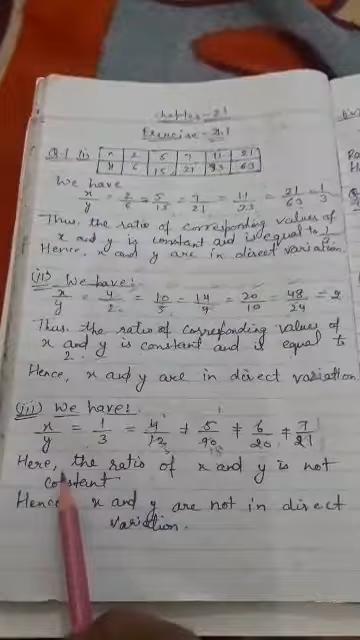 Chapter - 21
Exercise - 21.1
Q.1 (i) x 2 5 7 11 21
y 6 15 21 33 63
We have
x/y = 2/6 = 5/15 = 7/21 = 11/33 = 21/63 = 1/3
Thus, the ratio of corresponding values of
x and y is constant and is equal to 1/3
Hence, x and y are in direct variation.
(ii) We have:
x/y = 4/2 = 10/5 = 14/7 = 20/10 = 48/24 = 2
Thus, the ratio of corresponding values of
x and y is constant and is equal to
2.
Hence, x and y are in direct variation
(iii) We have:
x/y = 1/3 = 4/12 ≠ 5/90 ≠ 6/20 ≠ 7/21
Here, the ratio of x and y is not
constant
x and y are not in direct
variation.